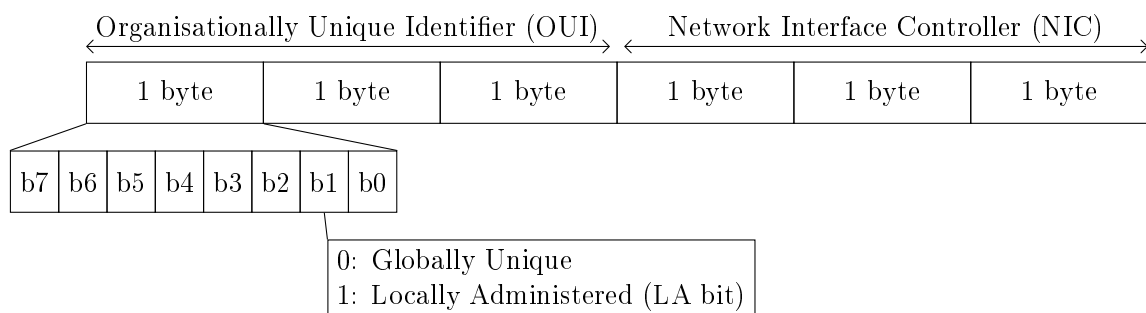 Organisationally Unique Identifier (OUI) Network Interface Controller (NIC)
1 byte 1 byte 1 byte 1 byte 1 byte 1 byte
b7 b6 b5 b4 b3 b2 b1 b0
0: Globally Unique
1: Locally Administered (LA bit)